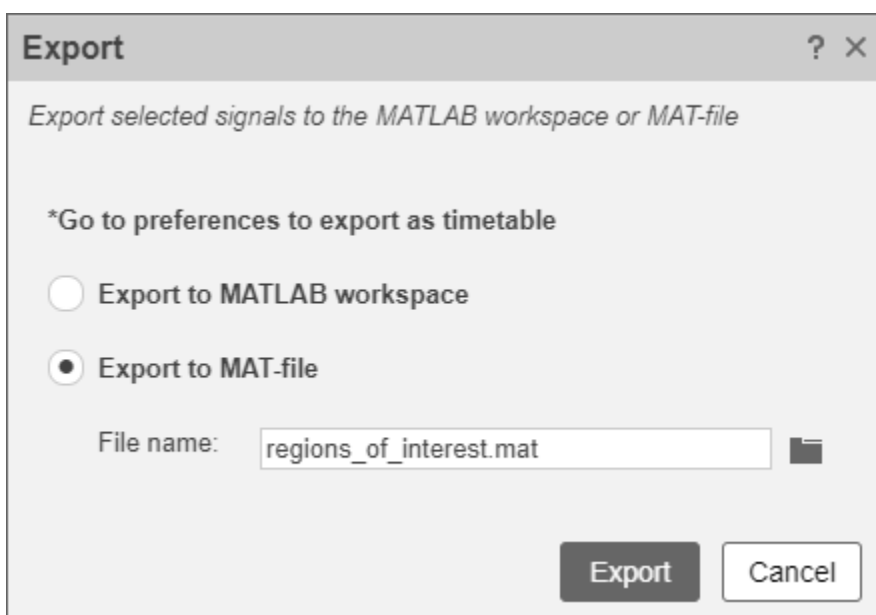 Export ? ×
Export selected signals to the MATLAB workspace or MAT-file
*Go to preferences to export as timetable
Export to MATLAB workspace
Export to MAT-file
File name: regions_of_interest.mat
Export Cancel